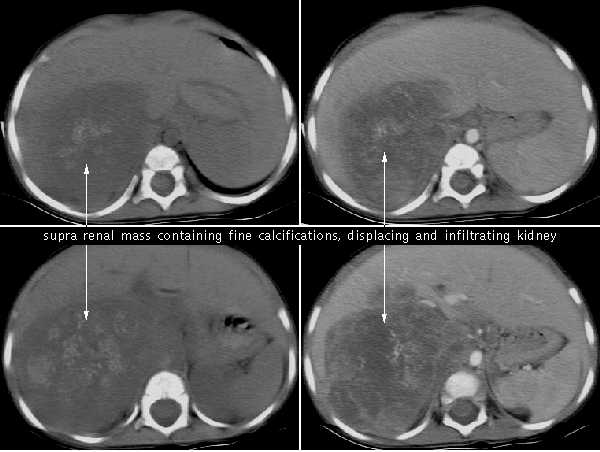 supra renal mass containing fine calcifications, displacing and infiltrating kidney